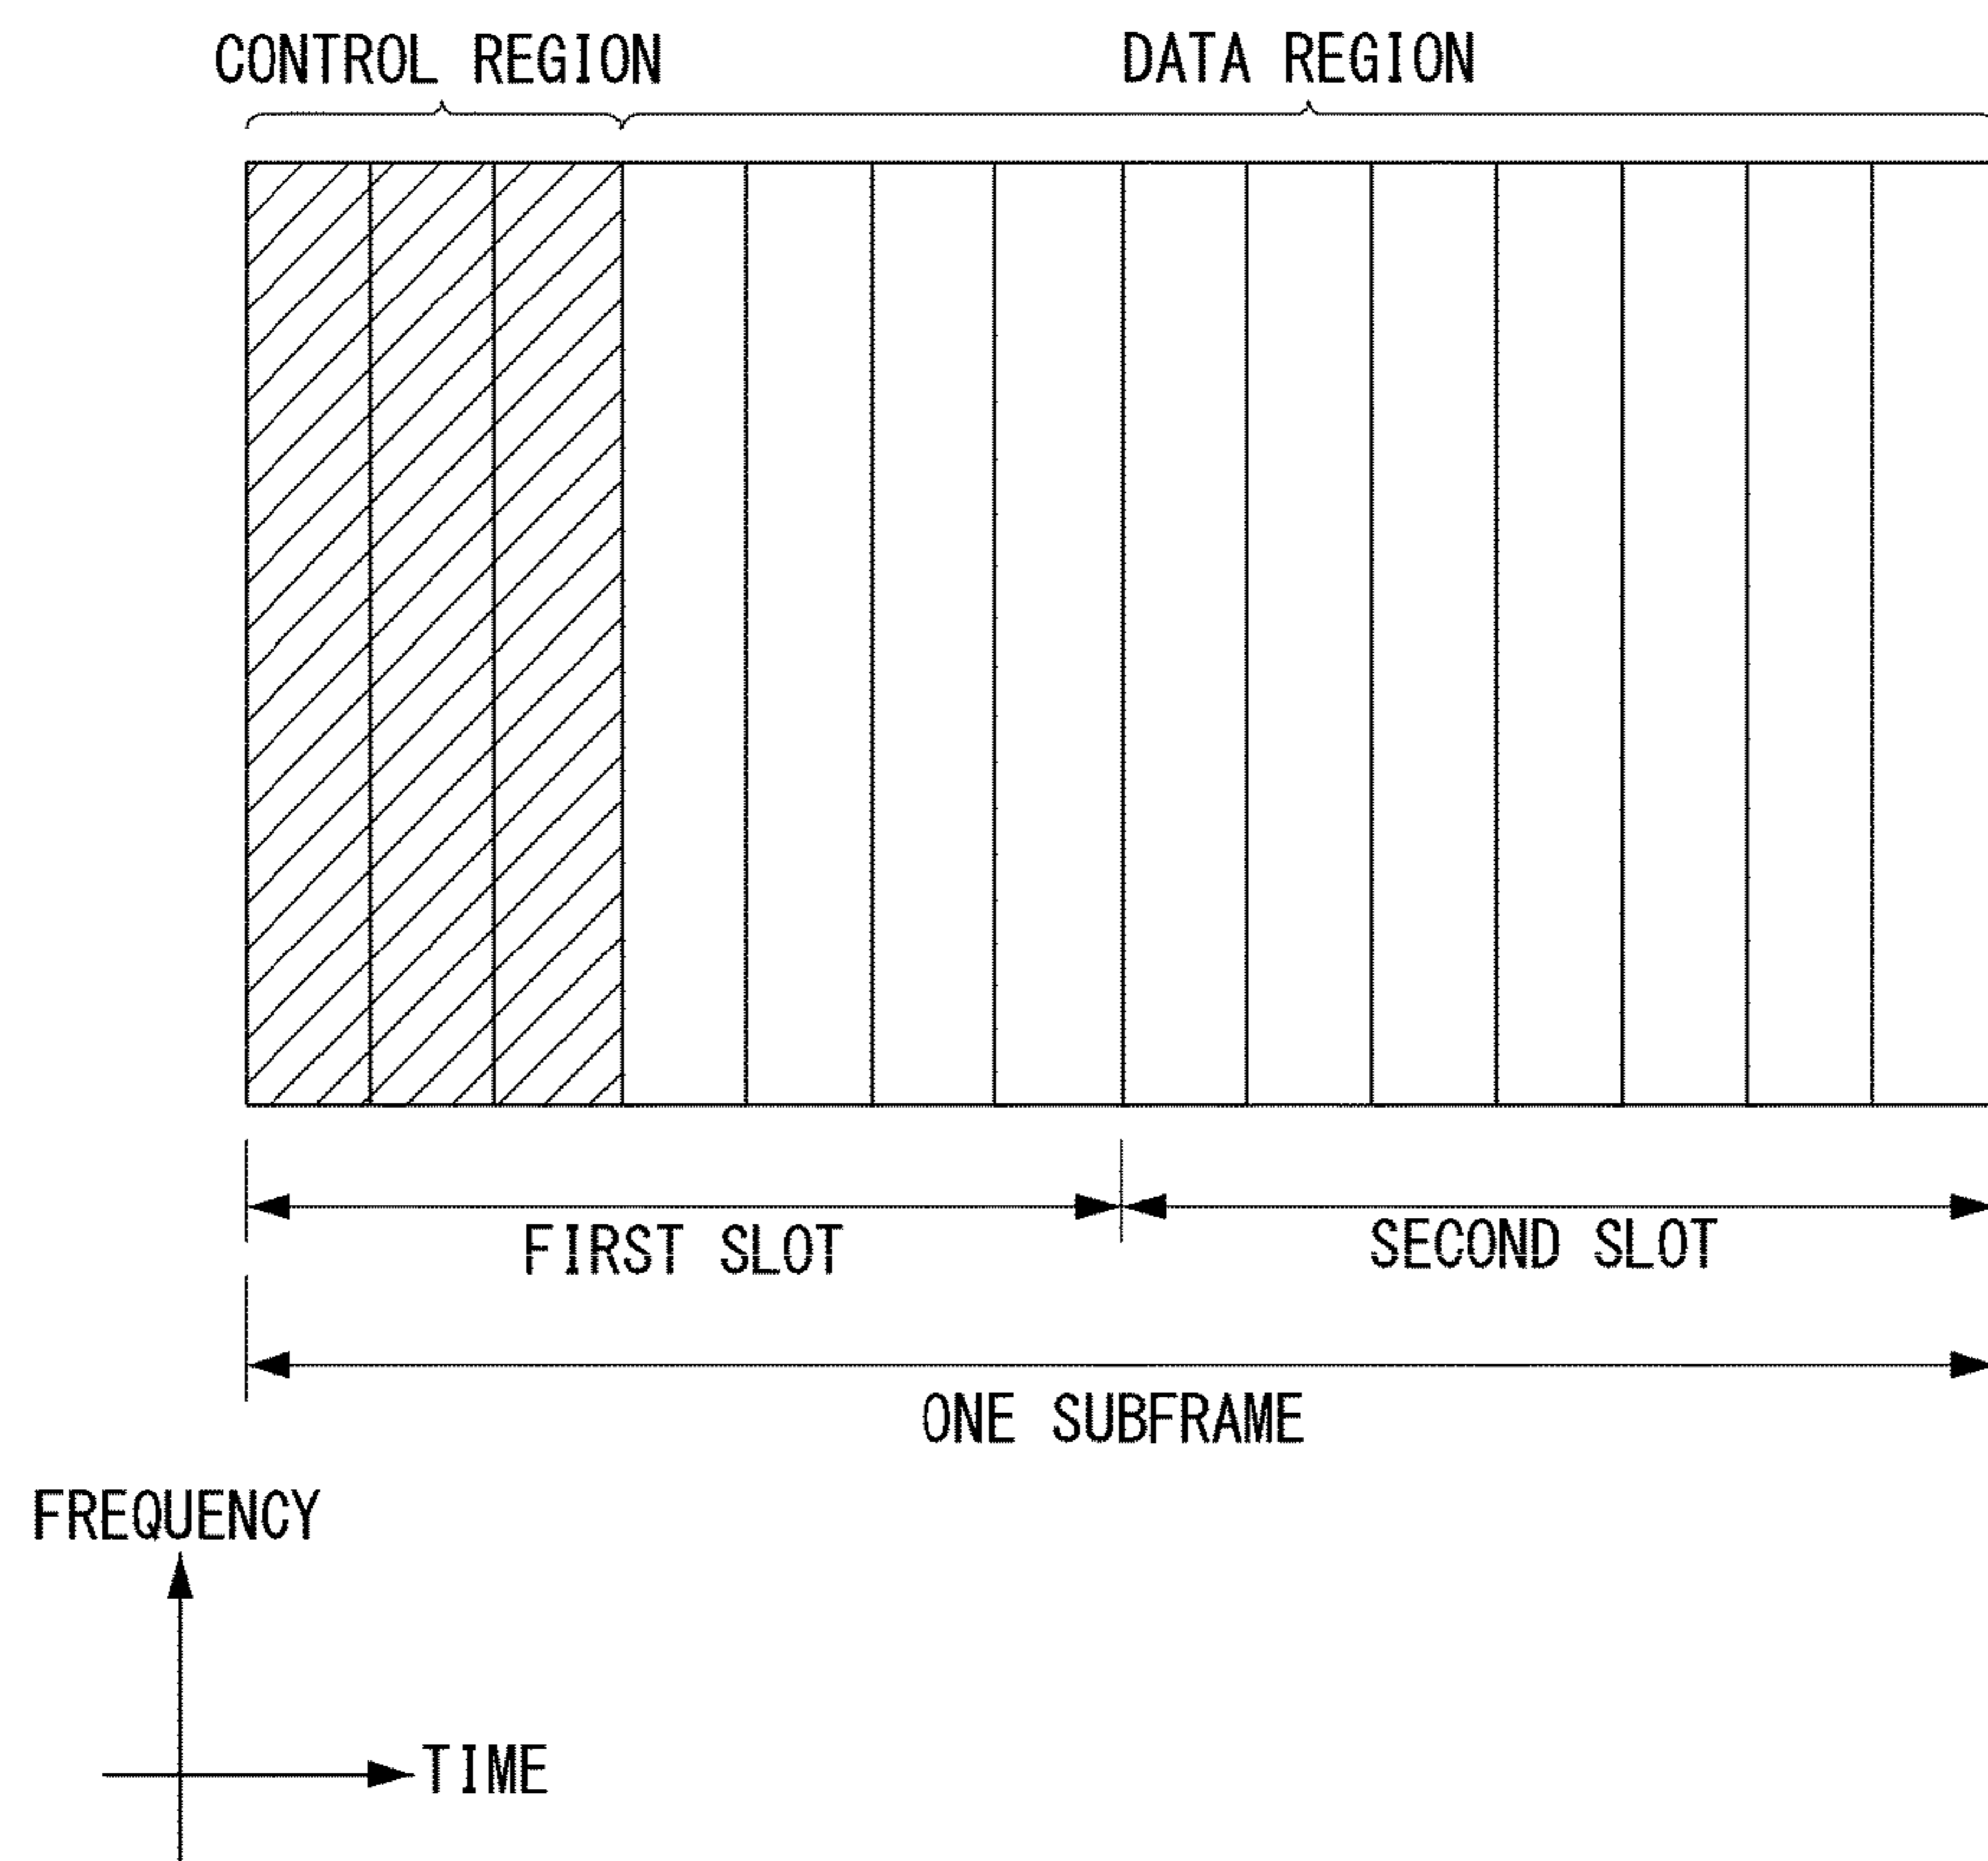 CONTROL REGION
DATA REGION
FIRST SLOT
SECOND SLOT
ONE SUBFRAME
FREQUENCY
TIME